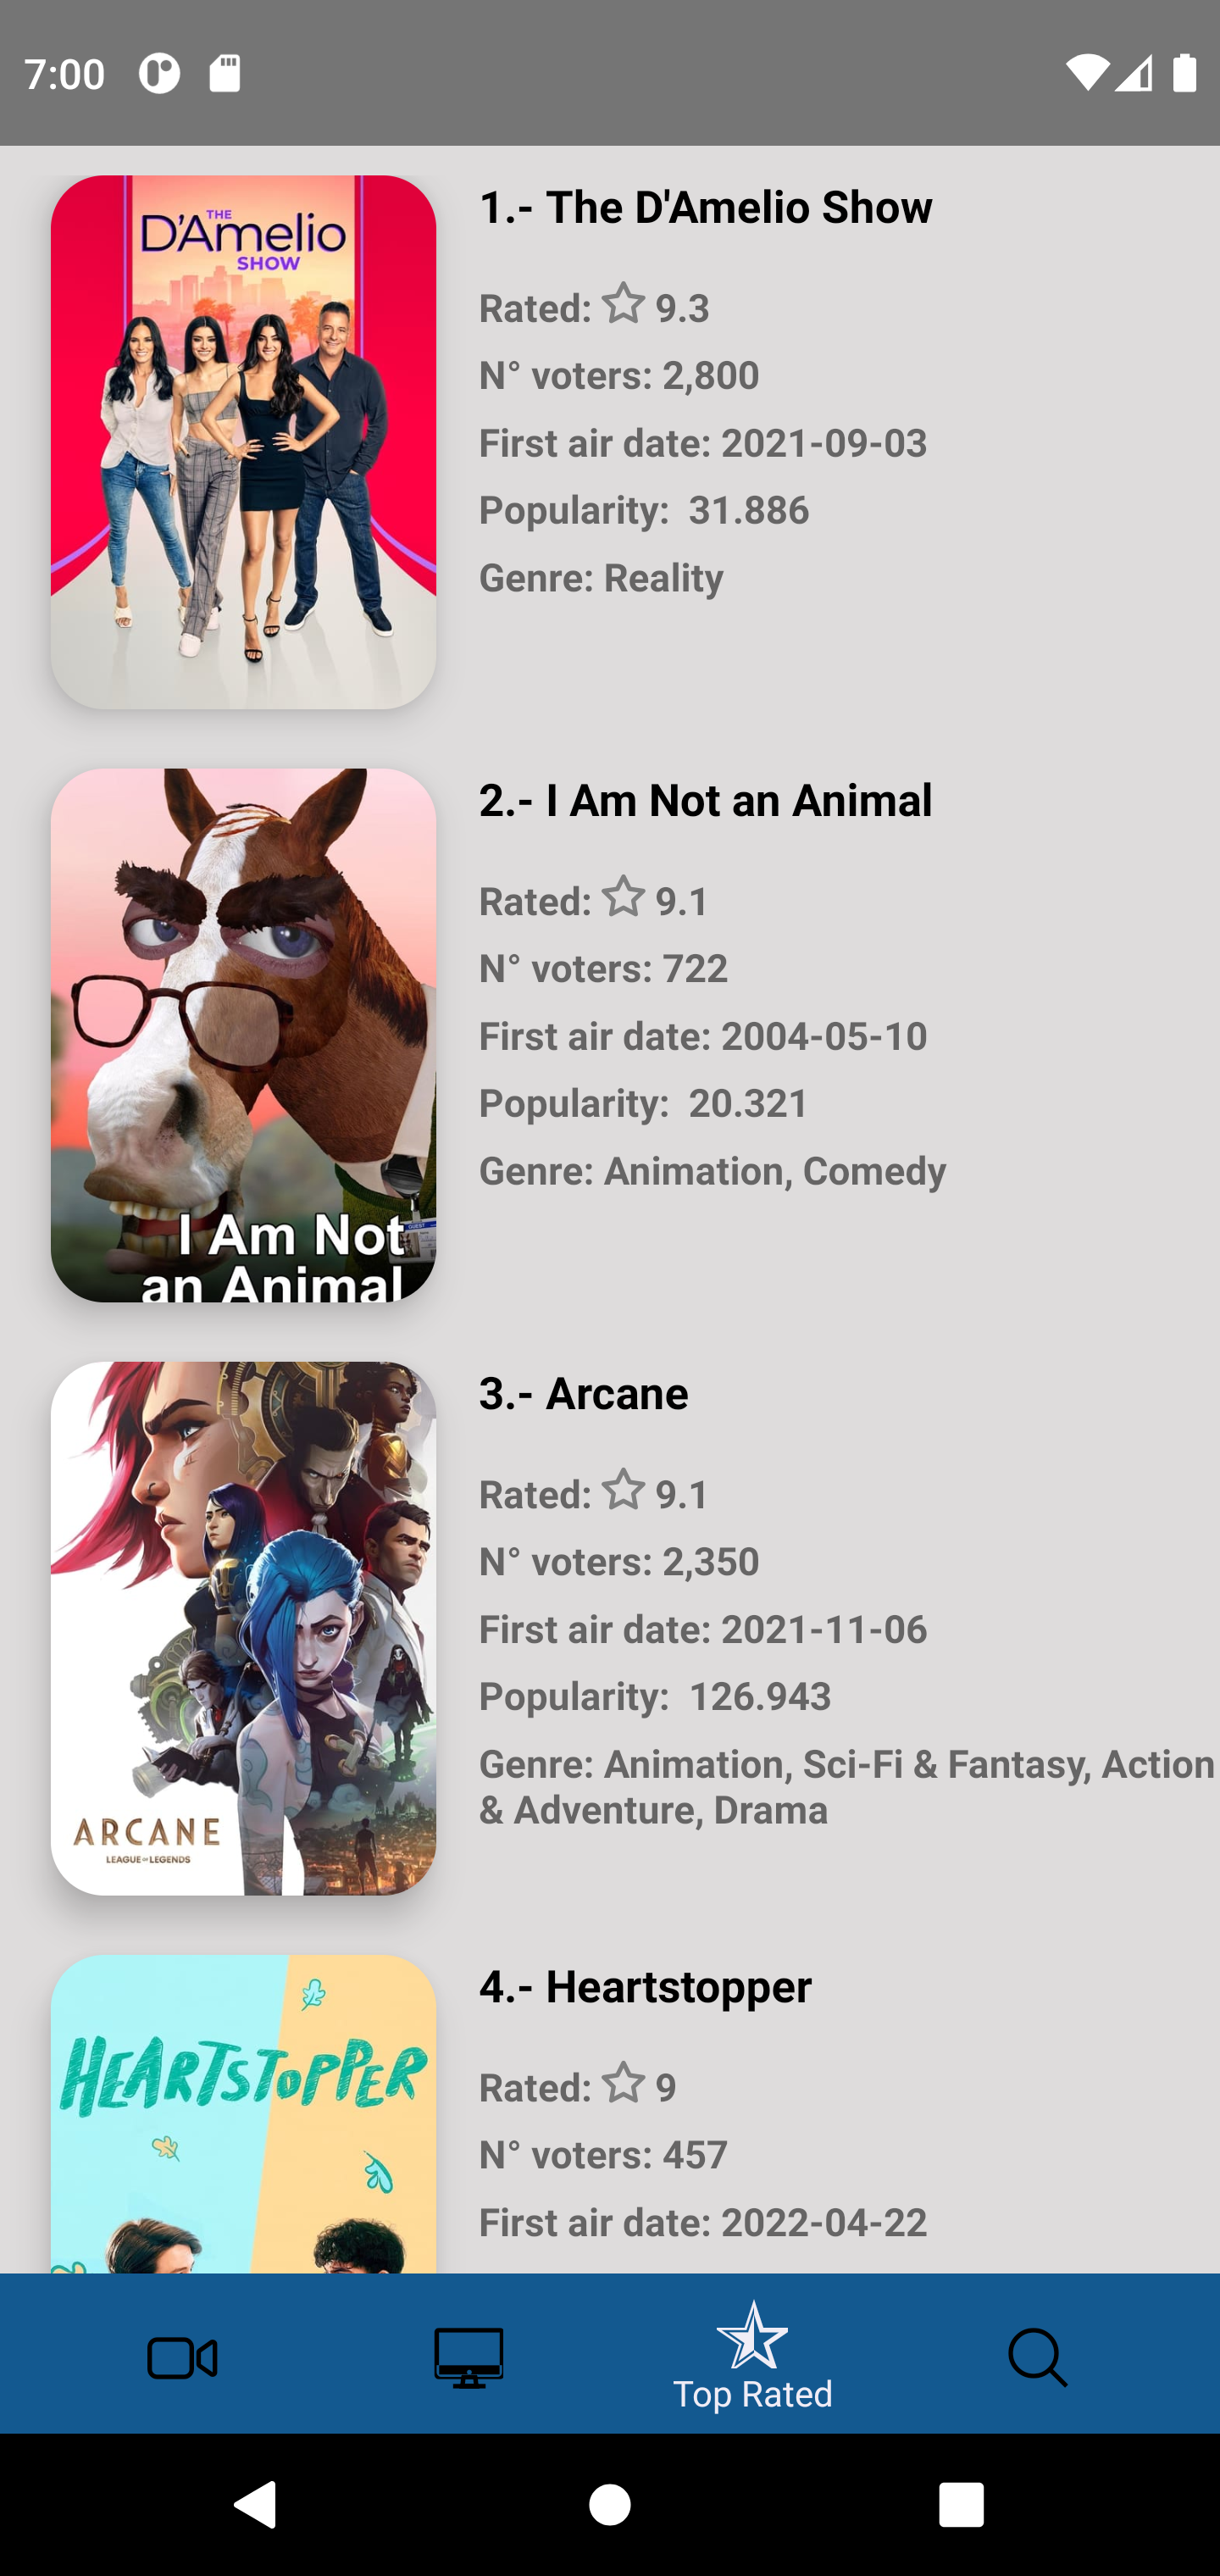 7:00
THE
D'Amelio
SHOW
1.- The D'Amelio Show
Rated: 9.3
N° voters: 2,800
First air date: 2021-09-03
Popularity:  31.886
Genre: Reality
I Am Not
an Animal
2.- I Am Not an Animal
Rated: 9.1
N° voters: 722
First air date: 2004-05-10
Popularity:  20.321
Genre: Animation, Comedy
ARCANE
LEAGUE OF LEGENDS
3.- Arcane
Rated: 9.1
N° voters: 2,350
First air date: 2021-11-06
Popularity:  126.943
Genre: Animation, Sci-Fi & Fantasy, Action
& Adventure, Drama
HEARTSTOPPER
4.- Heartstopper
Rated: 9
N° voters: 457
First air date: 2022-04-22
Top Rated